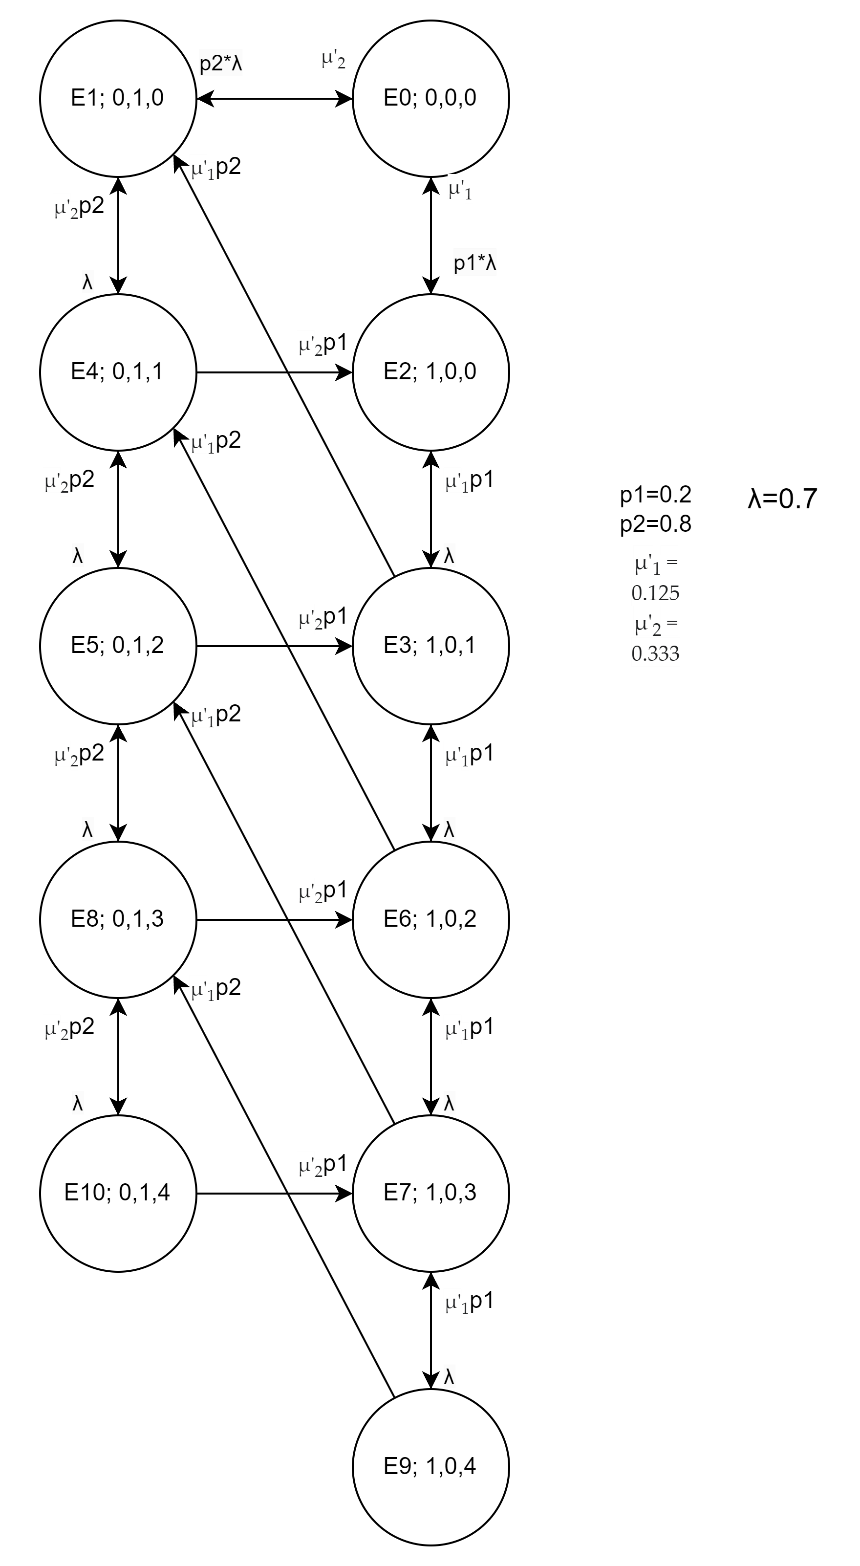 p2*λ
μ'2
E1; 0,1,0
E0; 0,0,0
μ'1p2
μ'1
μ'2p2
p1*λ
λ
μ'2p1
E4; 0,1,1
E2; 1,0,0
μ'1p2
μ'2p2
μ'1p1
p1=0.2
λ=0.7
p2=0.8
λ
λ
μ'1 =
0.125
μ'2 =
0.333
μ'2p1
E5; 0,1,2
E3; 1,0,1
μ'1p2
μ'2p2
μ'1p1
λ
λ
μ'2p1
E8; 0,1,3
E6; 1,0,2
μ'1p2
μ'2p2
μ'1p1
λ
λ
μ'2p1
E10; 0,1,4
E7; 1,0,3
μ'1p1
λ
E9; 1,0,4